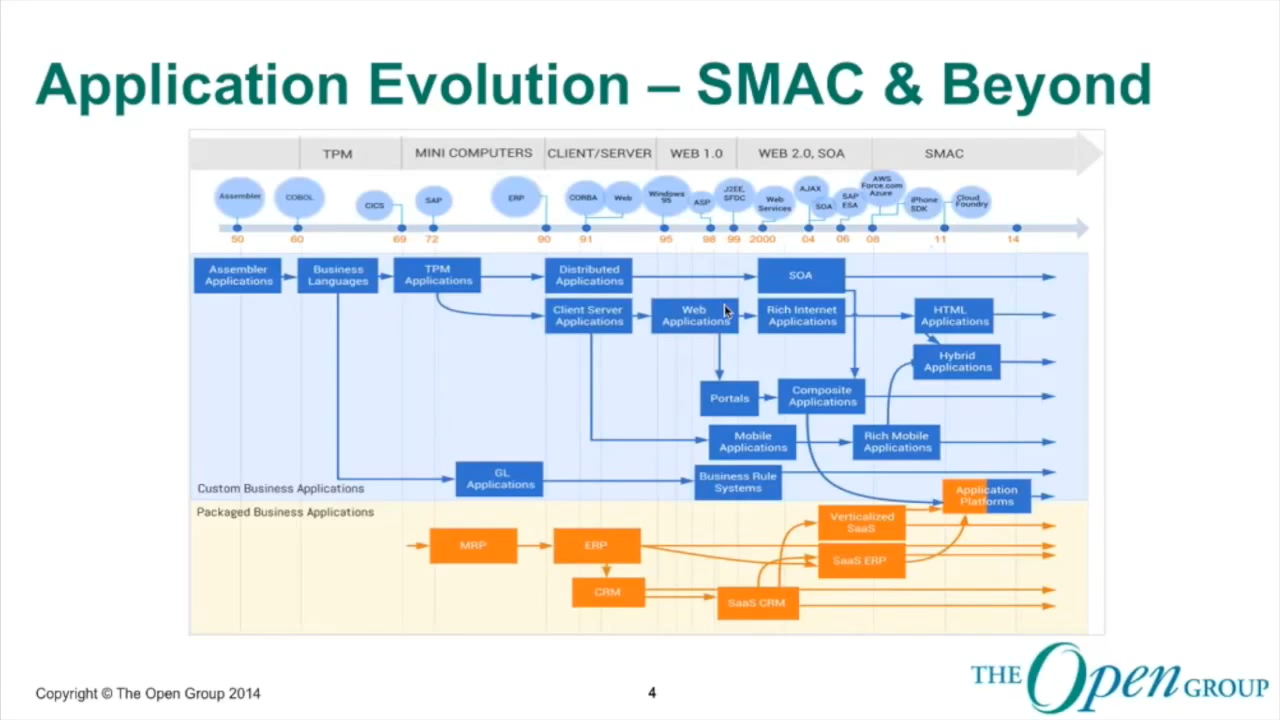 Application Evolution – SMAC & Beyond
TPM
MINI COMPUTERS
CLIENT/SERVER
WEB 1.0
WEB 2.0, SOA
SMAC
Assembler
COBOL
CICS
SAP
ERP
CORBA
Web
Windows
95
ASP
J2EE,
SFDC
Web
Services
AJAX
SOA
SAP
ESA
AWS
Force.com
Azure
iPhone
SDK
Cloud
Foundry
50
60
69
72
90
91
95
98
99
2000
04
06
08
11
14
Assembler
Applications
Business
Languages
TPM
Applications
Distributed
Applications
SOA
Client Server
Applications
Web
Applications
Rich Internet
Applications
HTML
Applications
Hybrid
Applications
Portals
Composite
Applications
Mobile
Applications
Rich Mobile
Applications
GL
Applications
Business Rule
Systems
Custom Business Applications
Application
Platforms
Packaged Business Applications
Verticalized
SaaS
MRP
ERP
SaaS ERP
CRM
SaaS CRM
Copyright © The Open Group 2014
4
THE Open GROUP